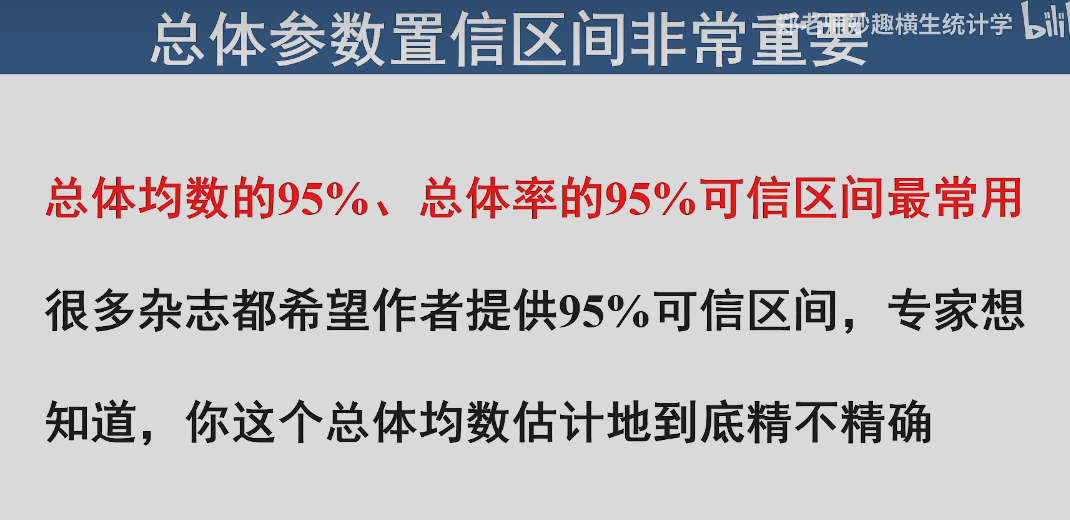 总体参数置信区间非常重要
郑老师妙趣横生统计学
总体均数的95%、总体率的95%可信区间最常用
很多杂志都希望作者提供95%可信区间，专家想
知道，你这个总体均数估计地到底精不精确